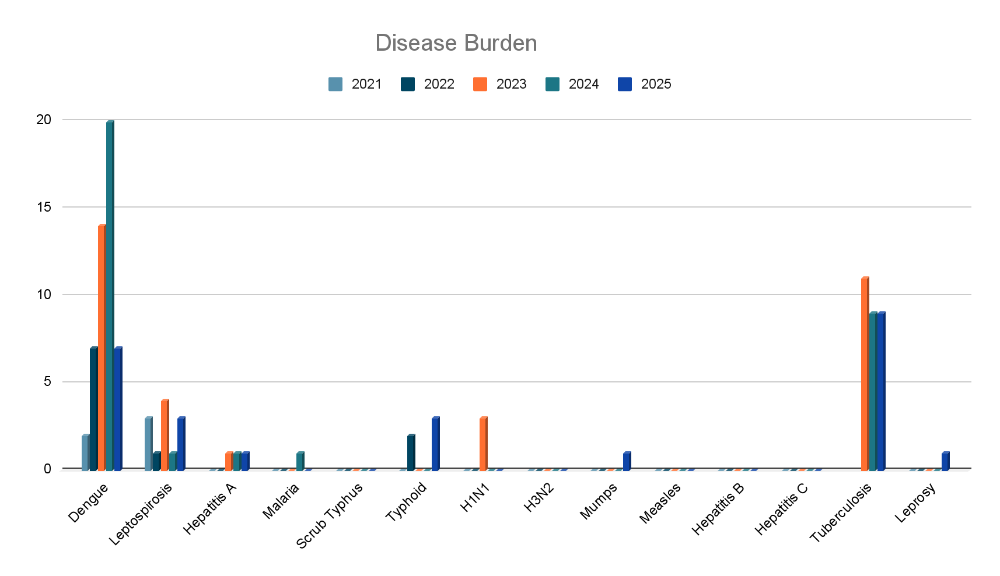 Disease Burden
2021 2022 2023 2024 2025
20
15
10
5
0
Dengue
Leptospirosis
Hepatitis A
Malaria
Scrub Typhus
Typhoid
H1N1
H3N2
Mumps
Measles
Hepatitis B
Hepatitis C
Tuberculosis
Leprosy